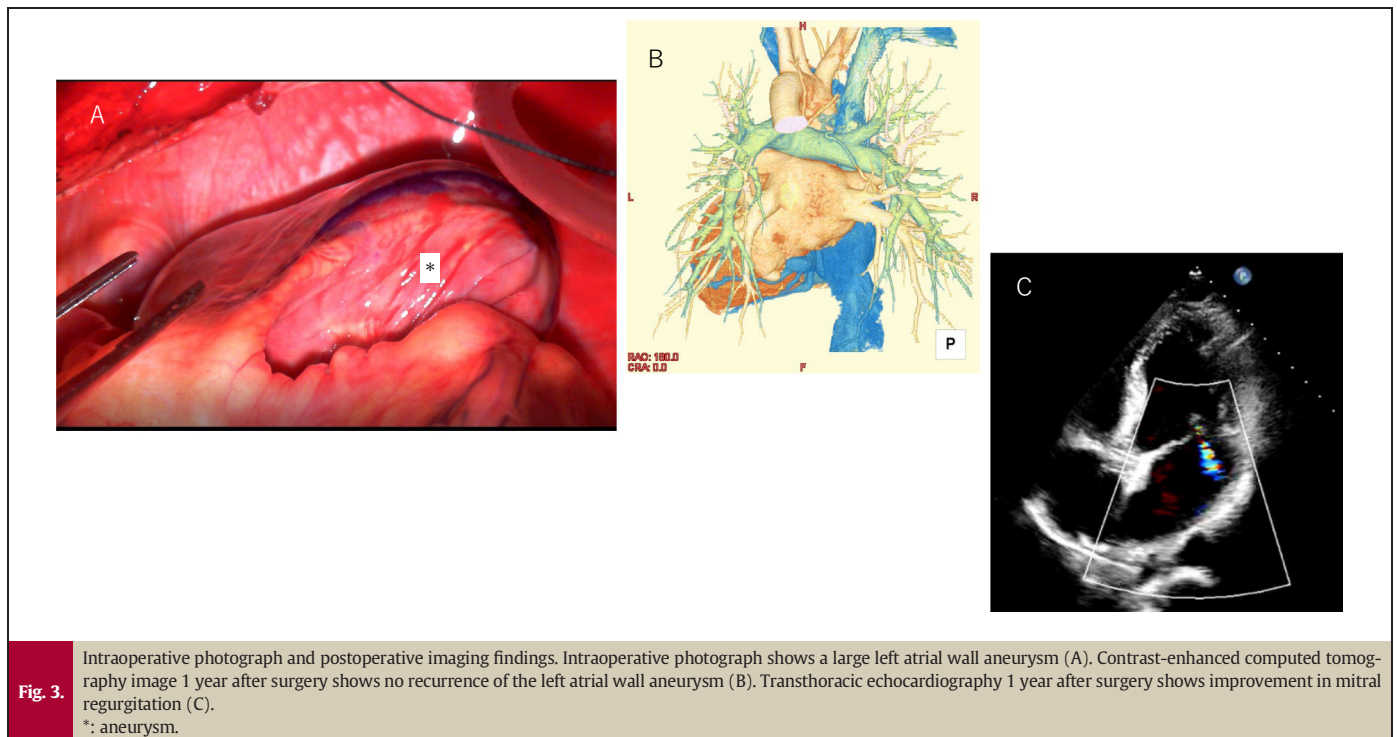 A
*
B
H
L
R
P
RAO: 180.0
CRA: 0.0
F
C
P
Fig. 3.
Intraoperative photograph and postoperative imaging findings. Intraoperative photograph shows a large left atrial wall aneurysm (A). Contrast-enhanced computed tomog-
raphy image 1 year after surgery shows no recurrence of the left atrial wall aneurysm (B). Transthoracic echocardiography 1 year after surgery shows improvement in mitral
regurgitation (C).
*: aneurysm.